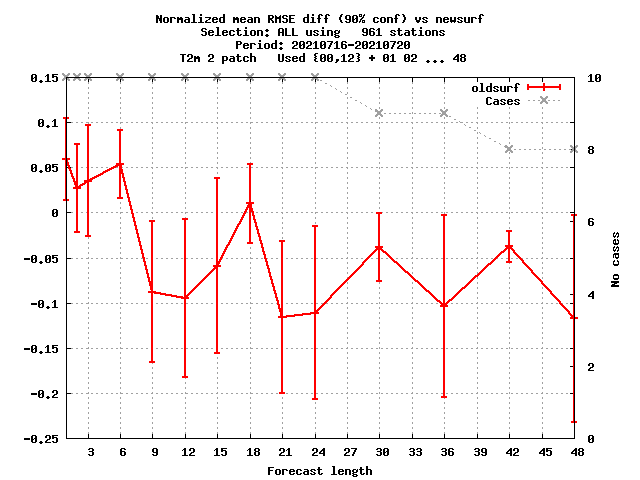 Normalized mean RMSE diff (90% conf) vs newsurf
Selection: ALL using   961 stations
Period: 20210716-20210720
T2m 2 patch   Used {00,12} + 01 02 ... 48
oldsurf
Cases
0.15
0.1
0.05
0
-0.05
-0.1
-0.15
-0.2
-0.25
10
8
6
4
2
0
No cases
3 6 9 12 15 18 21 24 27 30 33 36 39 42 45 48
Forecast length